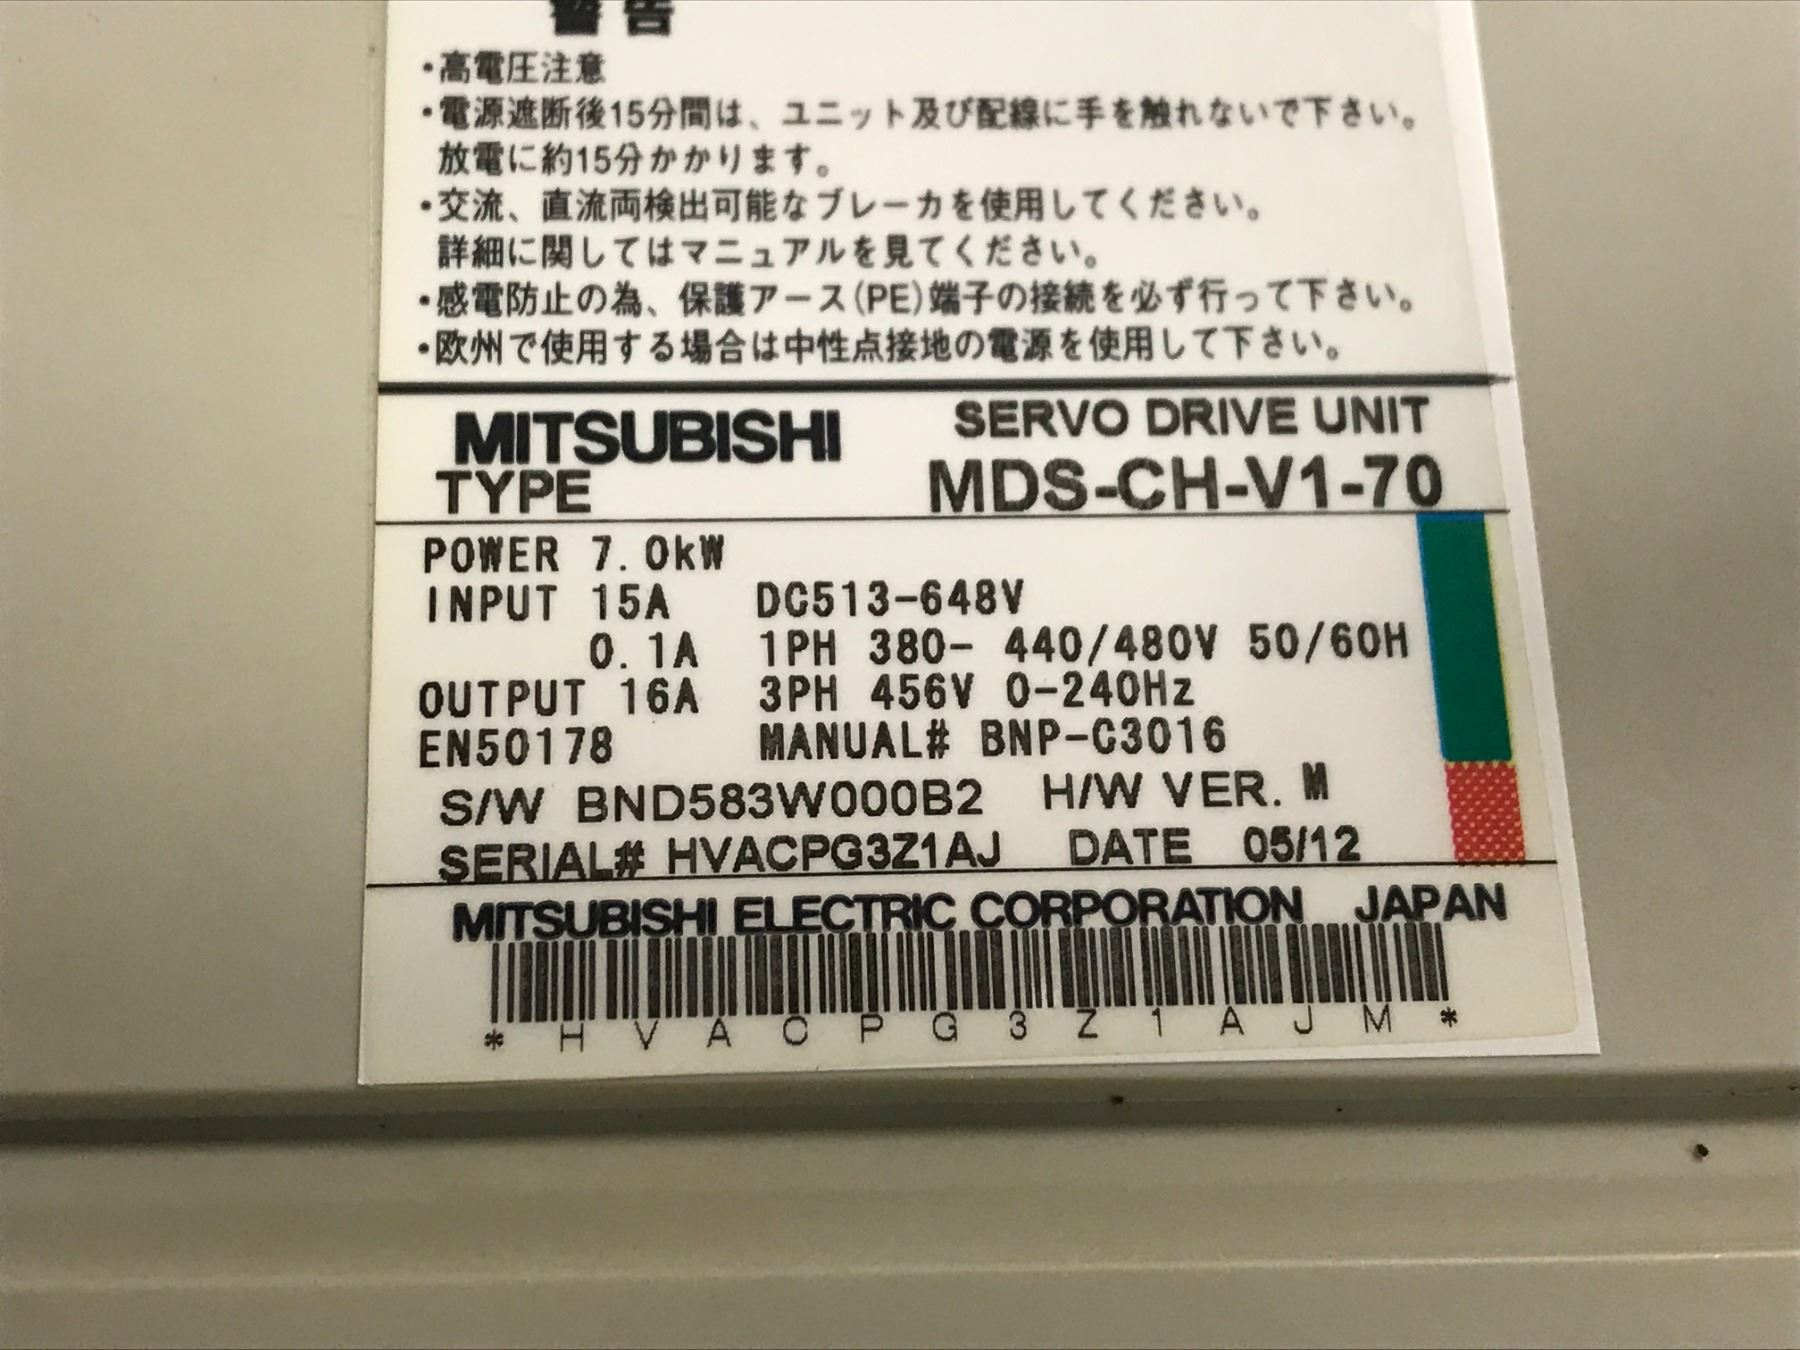 警告
・高電圧注意
・電源遮断後15分間は、ユニット及び配線に手を触れないで下さい。
放電に約15分かかります。
・交流、直流両検出可能なブレーカを使用してください。
詳細に関してはマニュアルを見てください。
・感電防止の為、保護アース(PE)端子の接続を必ず行って下さい。
・欧州で使用する場合は中性点接地の電源を使用して下さい。
MITSUBISHI SERVO DRIVE UNIT
TYPE MDS-CH-V1-70
POWER 7.0kW
INPUT 15A DC513-648V
0.1A 1PH 380- 440/480V 50/60H
OUTPUT 16A 3PH 456V 0-240Hz
EN50178 MANUAL# BNP-C3016
S/W BND583W000B2 H/W VER. M
SERIAL# HVACPG3Z1AJ DATE 05/12
MITSUBISHI ELECTRIC CORPORATION JAPAN
*HVACPG3Z1AJM*